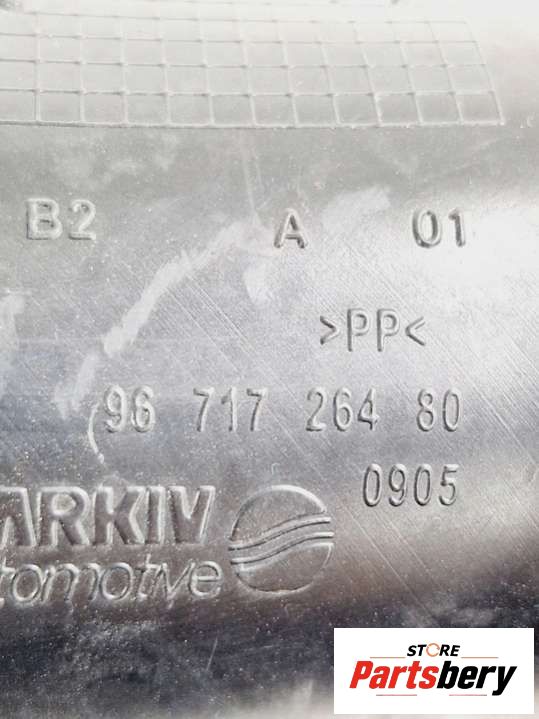 B2 A 01
>PP<
96 717 264 80
0905
ARKIV
tomotive
STORE
Partsbery